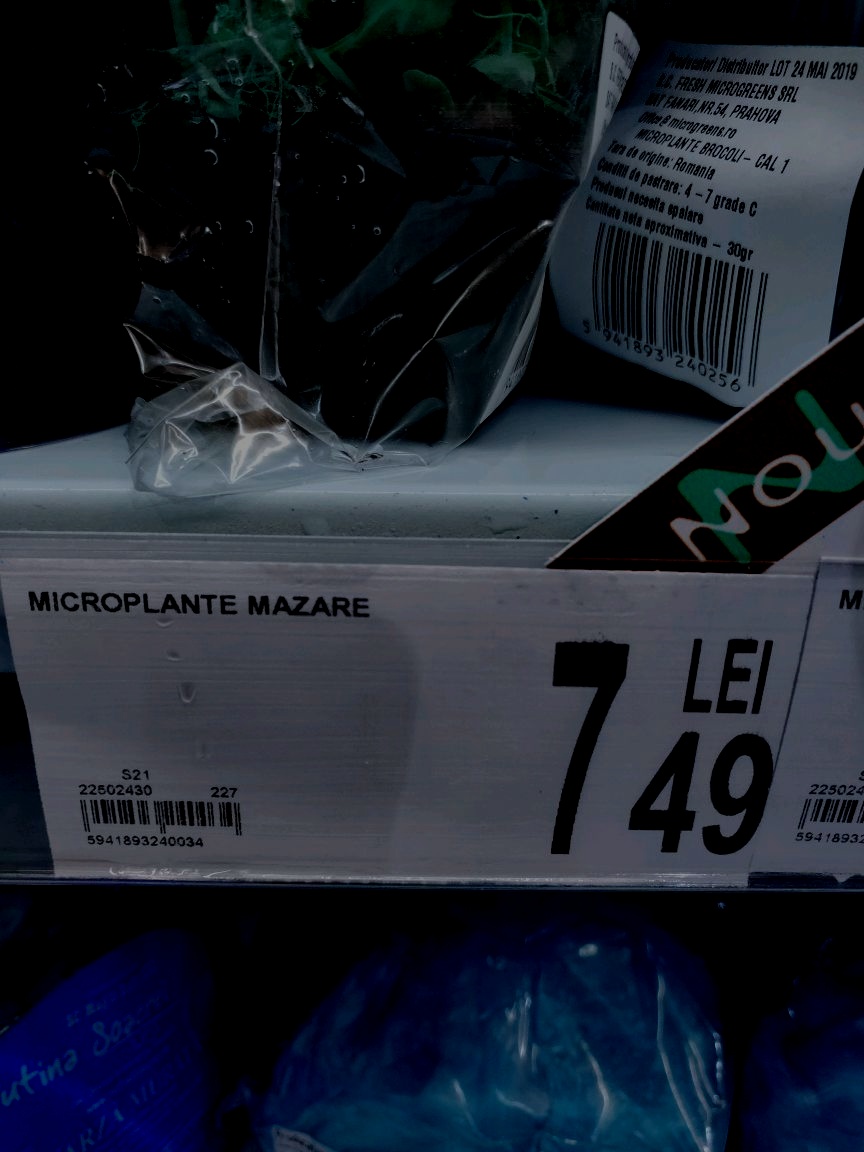 Producator/ Distribuitor LOT 24 MAI 2019
S.C. FRESH MICROGREENS SRL
SAT FANARI, NR.54, PRAHOVA
Office@microgreens.ro
MICROPLANTE BROCOLI - CAL 1
Tara de origine: Romania
Conditii de pastrare: 4 - 7 grade C
Produsul necesita spalare
Cantitate neta aproximativa - 30gr
5 941893 240256
NOU
MICROPLANTE MAZARE
7 LEI
49
S21
22502430 227
5941893240034
M
225024
59418932